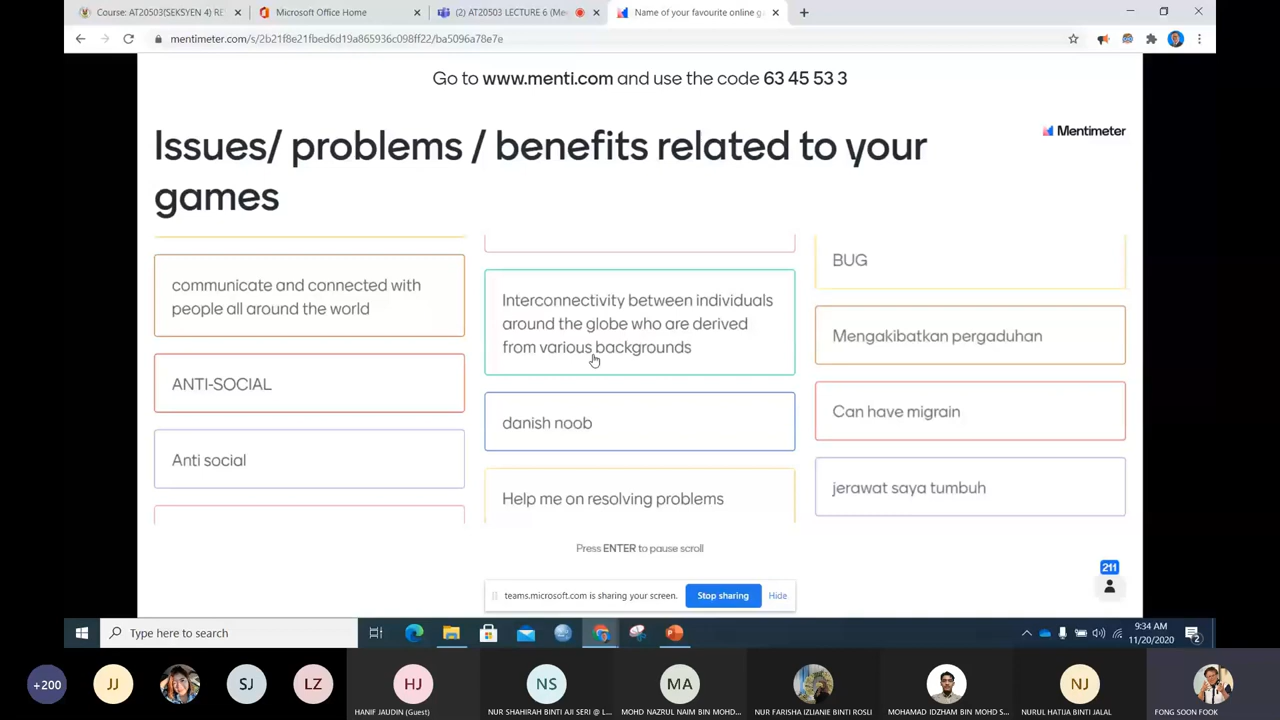 Course: AT20503(SEKSYEN 4) RE
Microsoft Office Home
(2) AT20503 LECTURE 6 (Mee
Name of your favourite online g
mentimeter.com/s/2b21f8e21fbed6d19a865936c098ff22/ba5096a78e7e
Go to www.menti.com and use the code 63 45 53 3
Issues/ problems / benefits related to your
games
Mentimeter
communicate and connected with
people all around the world
ANTI-SOCIAL
Anti social
Interconnectivity between individuals
around the globe who are derived
from various backgrounds
danish noob
Help me on resolving problems
BUG
Mengakibatkan pergaduhan
Can have migrain
jerawat saya tumbuh
Press ENTER to pause scroll
211
teams.microsoft.com is sharing your screen.
Stop sharing
Hide
Type here to search
9:34 AM
11/20/2020
2
+200
JJ
SJ
LZ
HJ
NS
MA
NJ
HANIF JAUDIN (Guest)
NUR SHAHIRAH BINTI AJI SERI @ L...
MOHD NAZRUL NAIM BIN MOHD...
NUR FARISHA IZLIANIE BINTI ROSLI
MOHAMAD IDZHAM BIN MOHD S...
NURUL HATIJA BINTI JALAL
FONG SOON FOOK